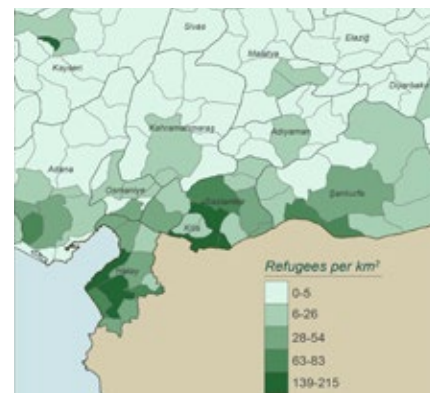 Sivas
Elazığ
Malatya
Kayseri
Diyarbakı
Kahramanmaraş
Adıyaman
Adana
Şanlıurfa
Osmaniye
Gaziantep
Kilis
Hatay
Refugees per km²
0-5
6-26
28-54
63-83
139-215